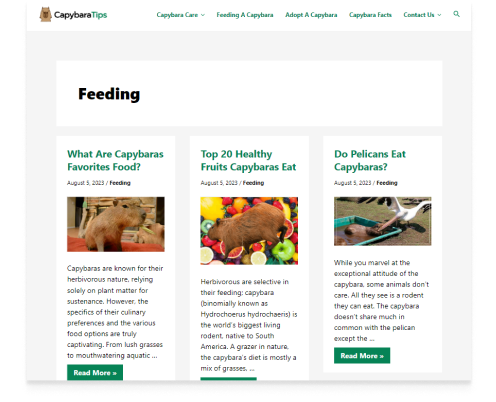 CapybaraTips
Capybara Care
Feeding A Capybara
Adopt A Capybara
Capybara Facts
Contact Us
Feeding
What Are Capybaras
Favorites Food?
August 5, 2023 / Feeding
Capybaras are known for their
herbivorous nature, relying
solely on plant matter for
sustenance. However, the
specifics of their culinary
preferences and the various
food options are truly
captivating. From lush grasses
to mouthwatering aquatic ...
Read More »
Top 20 Healthy
Fruits Capybaras Eat
August 5, 2023 / Feeding
Herbivorous are selective in
their feeding: capybara
(binomially known as
Hydrochoerus hydrochaeris) is
the world's biggest living
rodent, native to South
America. A grazer in nature,
the capybara's diet is mostly a
mix of grasses, ...
Do Pelicans Eat
Capybaras?
August 5, 2023 / Feeding
While you marvel at the
exceptional attitude of the
capybara, some animals don't
care. All they see is a rodent
they can eat. The capybara
doesn't share much in
common with the pelican
except the ...
Read More »